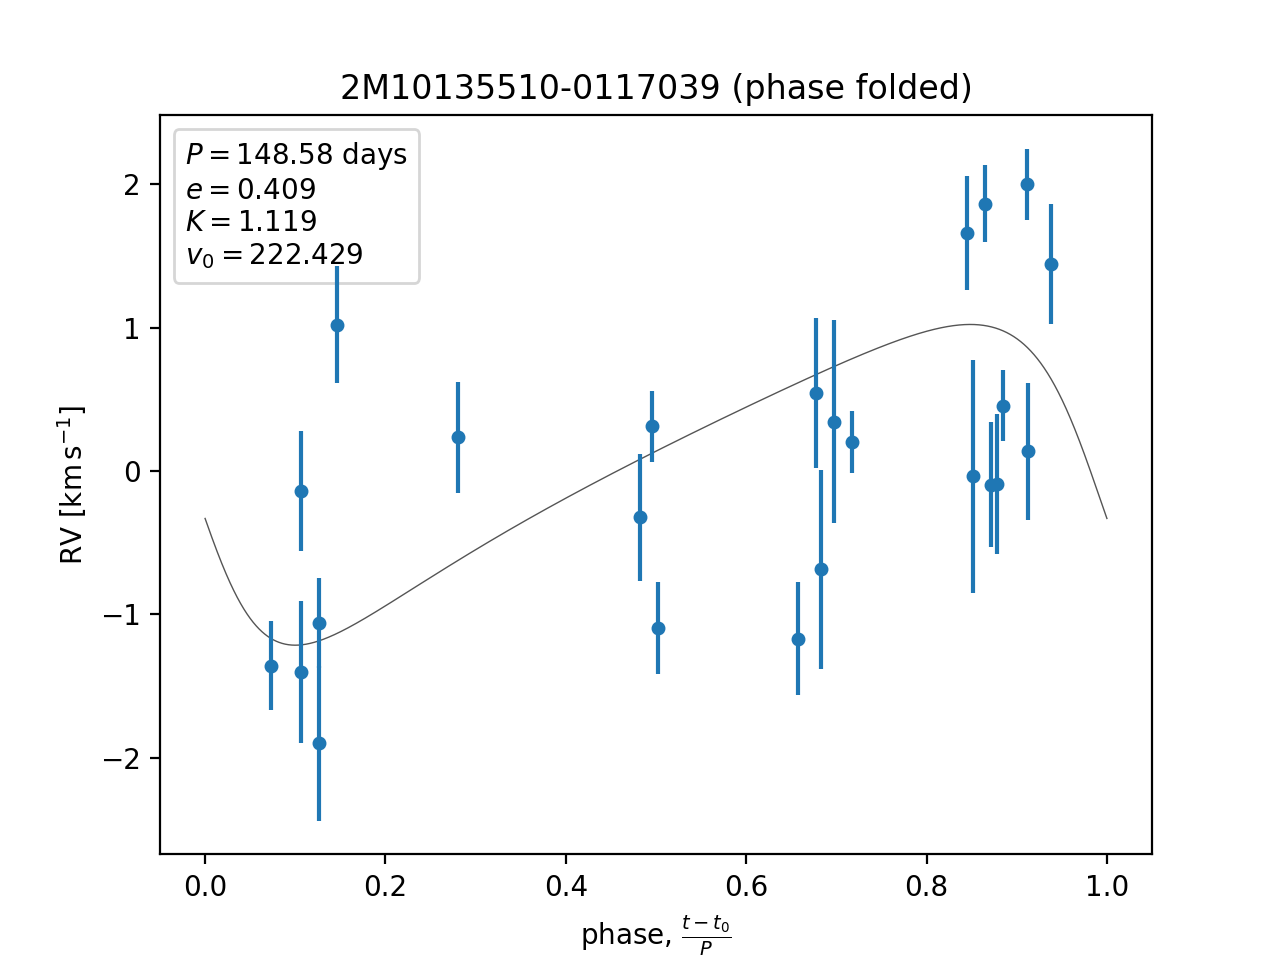 2M10135510-0117039 (phase folded)
P = 148.58 days
e = 0.409
K = 1.119
v₀ = 222.429
2
1
0
−1
−2
RV [km s⁻¹]
0.0 0.2 0.4 0.6 0.8 1.0
phase, (t − t₀)/P